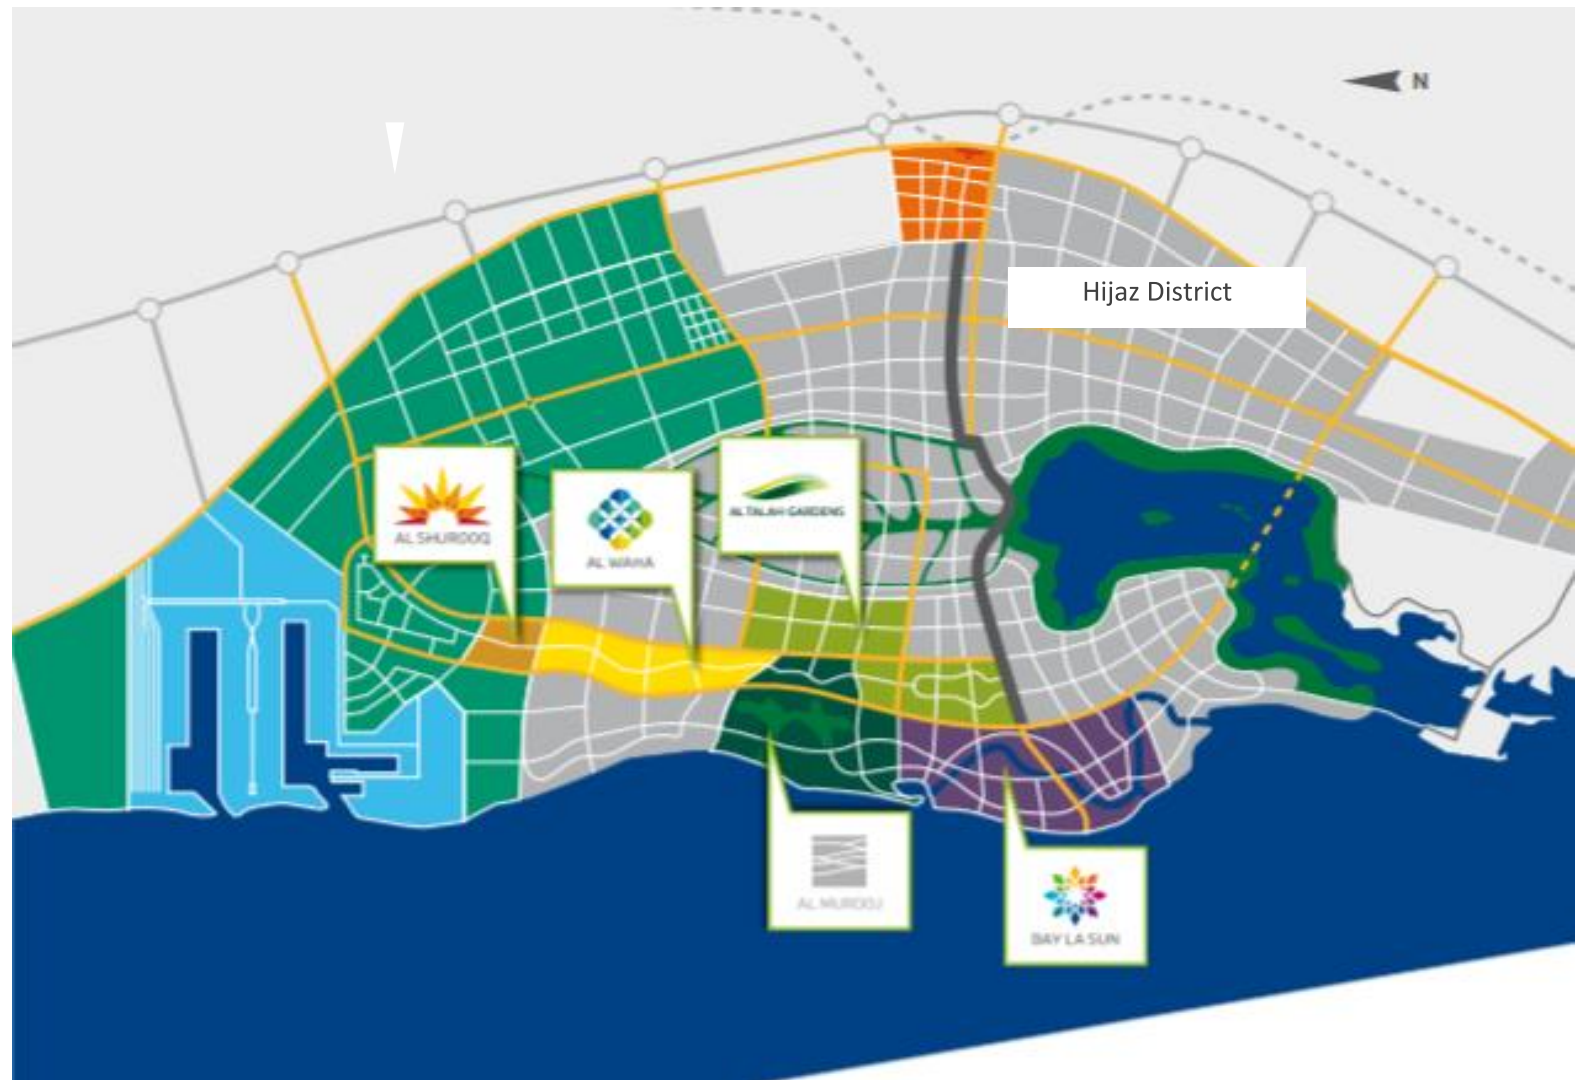 N
Hijaz District
AL SHUROOQ
AL WAHA
AL TALAH GARDENS
AL MUROOJ
BAY LA SUN